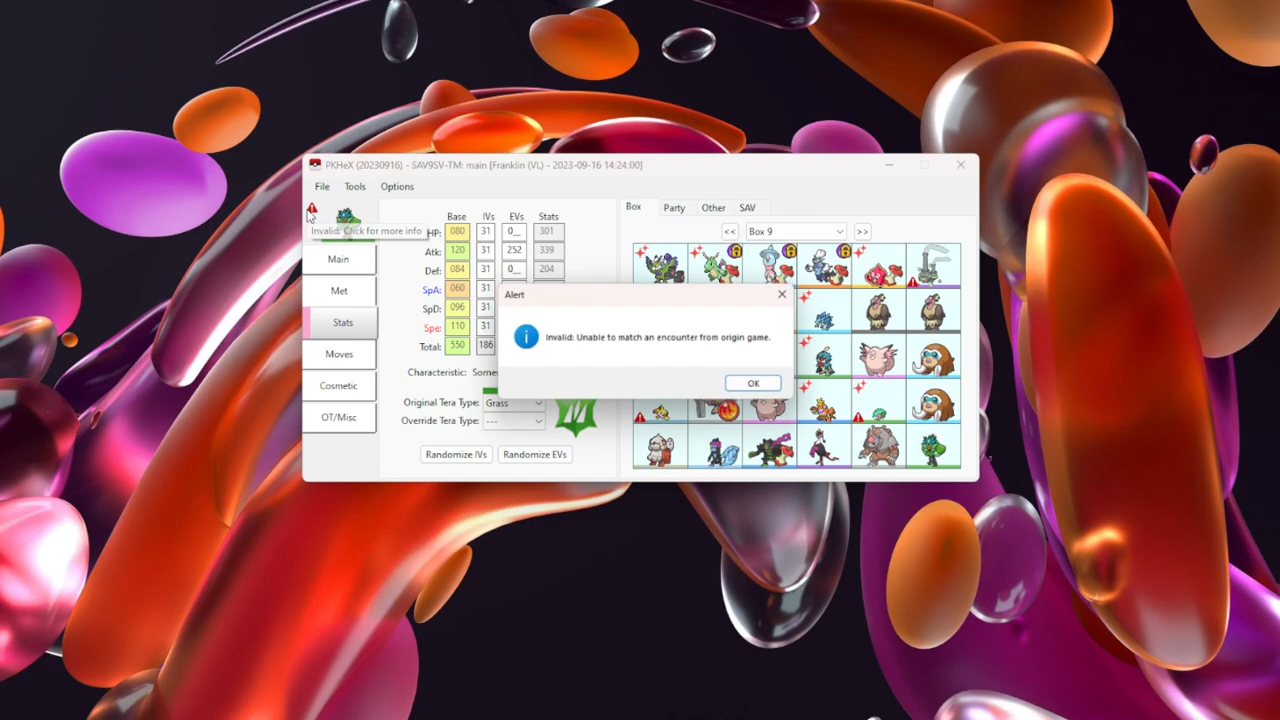 PKHeX (20230916) - SAV9SV-TM: main [Franklin (VL) - 2023-09-16 14:24:00]
File Tools Options
Invalid: Click for more info
Main
Met
Stats
Moves
Cosmetic
OT/Misc
Base IVs EVs Stats
HP: 080 31 0__ 301
Atk: 120 31 252 339
Def: 084 31 0__ 204
SpA: 060 31
SpD: 096 31
Spe: 110 31
Total: 550 186
Characteristic:
Original Tera Type: Grass
Override Tera Type: ---
Randomize IVs Randomize EVs
Box Party Other SAV
<< Box 9 >>
Alert
Invalid: Unable to match an encounter from origin game.
OK